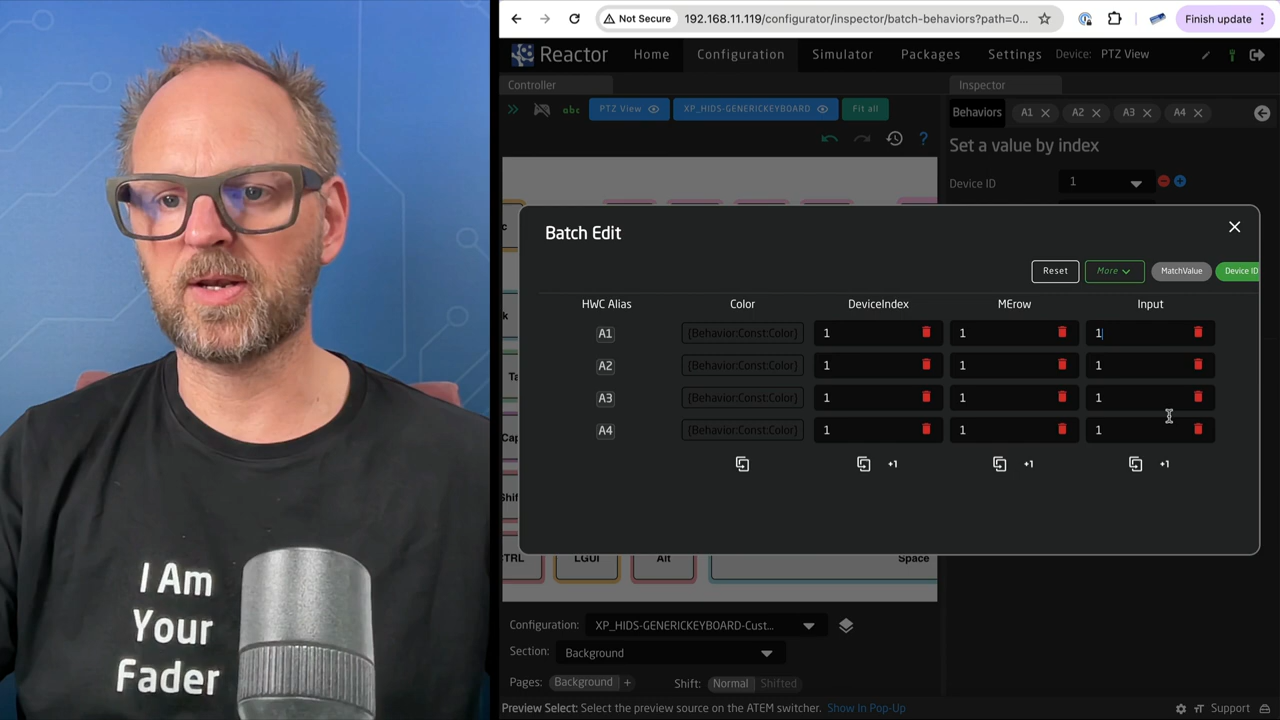 Not Secure
192.168.11.119/configurator/inspector/batch-behaviors?path=0...
Finish update
Reactor
Home
Configuration
Simulator
Packages
Settings
Device: PTZ View
Controller
Inspector
abc
PTZ View
XP_HIDS-GENERICKEYBOARD
Fit all
Behaviors
A1
A2
A3
A4
Set a value by index
Device ID
1
Batch Edit
Reset
More
MatchValue
Device ID
HWC Alias
Color
DeviceIndex
MErow
Input
A1
{Behavior:Const:Color}
1
1
1
A2
{Behavior:Const:Color}
1
1
1
A3
{Behavior:Const:Color}
1
1
1
A4
{Behavior:Const:Color}
1
1
1
+1
+1
+1
LGUI
Alt
Space
Configuration:
XP_HIDS-GENERICKEYBOARD-Cust...
Section:
Background
Pages:
Background
+
Shift:
Normal
Shifted
Preview Select: Select the preview source on the ATEM switcher.
Show In Pop-Up
Support
I Am
Your
Fader